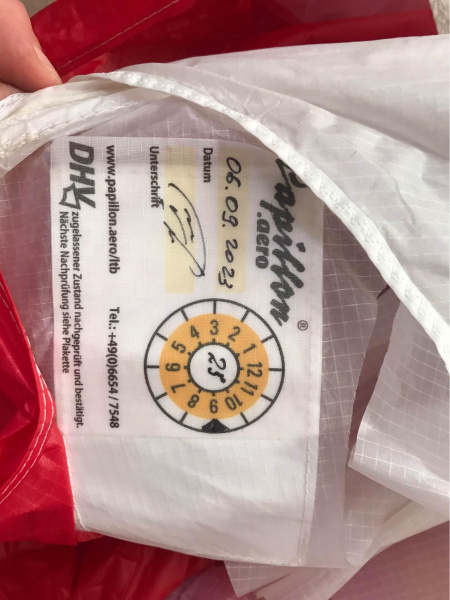 Papillon®
.aero
06.09.2023
Datum
Unterschrift
1 2 3 4 5 6 7 8 9 10 11 12
25
www.papillon.aero/ltb Tel.: +49(0)6654 / 7548
DHV zugelassener Zustand nachgeprüft und bestätigt.
Nächste Nachprüfung siehe Plakette